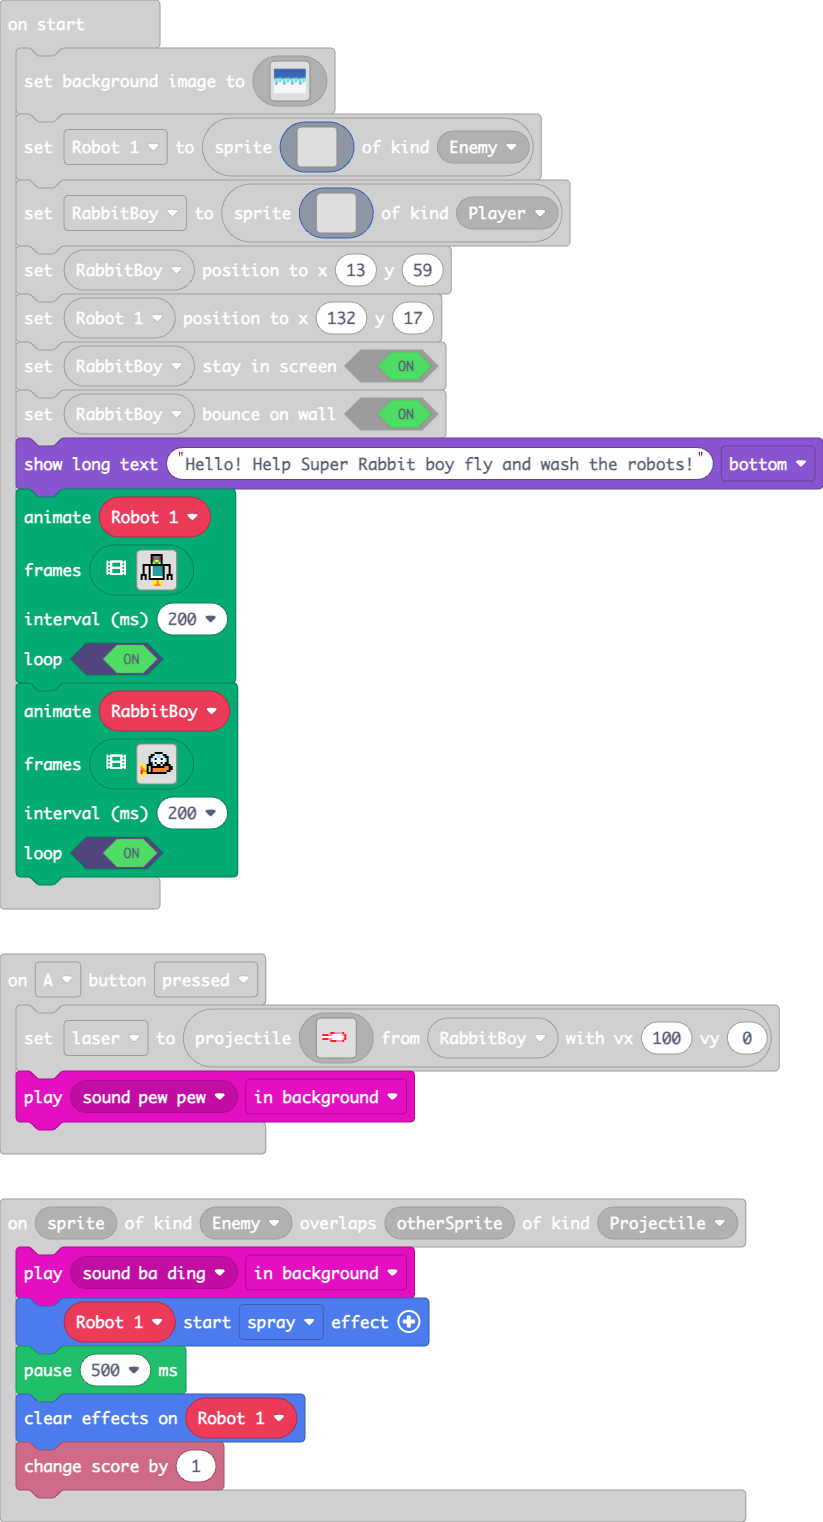 on start
set background image to
set Robot 1 to sprite of kind Enemy
set RabbitBoy to sprite of kind Player
set RabbitBoy position to x 13 y 59
set Robot 1 position to x 132 y 17
set RabbitBoy stay in screen ON
set RabbitBoy bounce on wall ON
show long text "Hello! Help Super Rabbit boy fly and wash the robots!" bottom
animate Robot 1
frames
interval (ms) 200
loop ON
animate RabbitBoy
frames
interval (ms) 200
loop ON
on A button pressed
set laser to projectile from RabbitBoy with vx 100 vy 0
play sound pew pew in background
on sprite of kind Enemy overlaps otherSprite of kind Projectile
play sound ba ding in background
Robot 1 start spray effect
pause 500 ms
clear effects on Robot 1
change score by 1